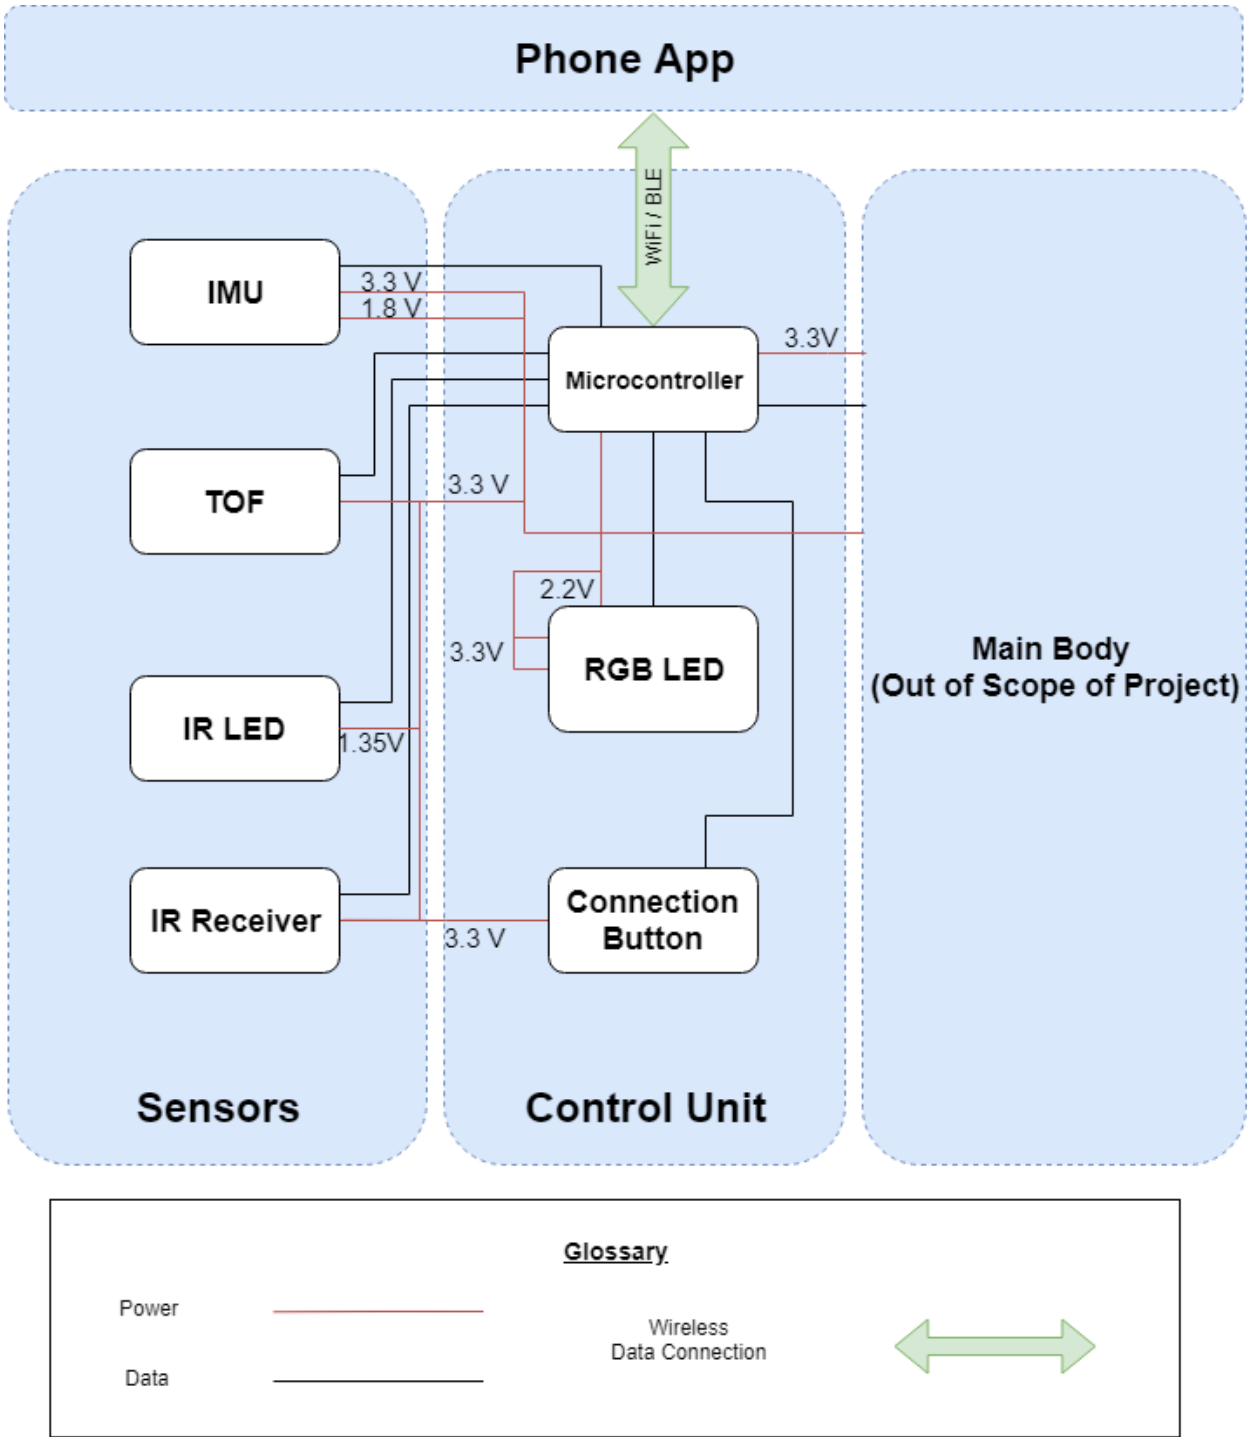 Phone App
WiFi / BLE
IMU
3.3 V
1.8 V
3.3V
Microcontroller
TOF
3.3 V
2.2V
3.3V
RGB LED
Main Body
(Out of Scope of Project)
IR LED
1.35V
IR Receiver
3.3 V
Connection
Button
Sensors
Control Unit
Glossary
Power
Wireless
Data Connection
Data